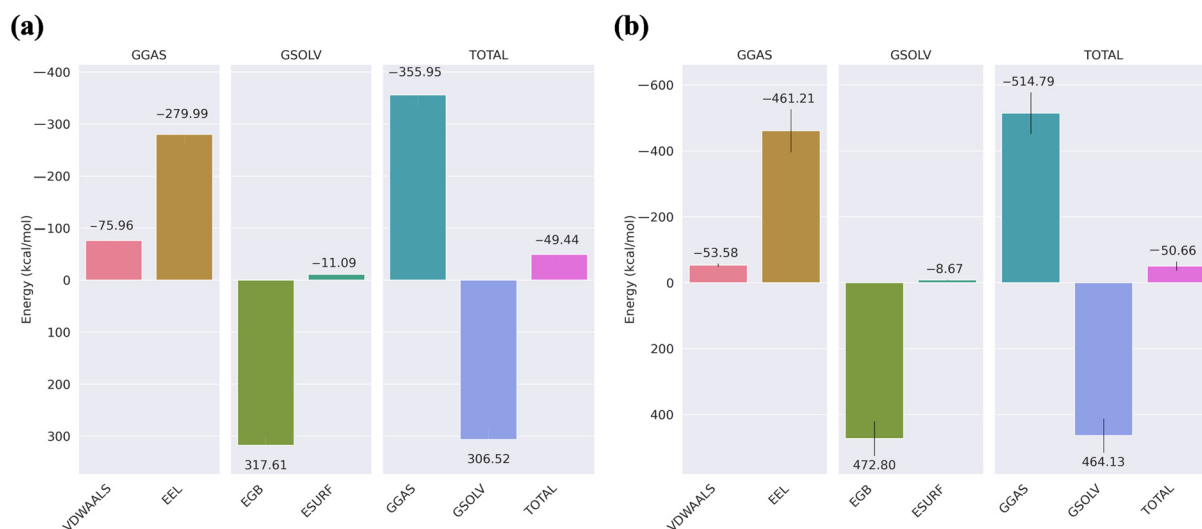 (a)
GGAS GSOLV TOTAL
Energy (kcal/mol)
−400
−300
−200
−100
0
100
200
300
−75.96
−279.99
317.61
−11.09
−355.95
306.52
−49.44
VDWAALS
EEL
EGB
ESURF
GGAS
GSOLV
TOTAL
(b)
GGAS GSOLV TOTAL
Energy (kcal/mol)
−600
−400
−200
0
200
400
−53.58
−461.21
472.80
−8.67
−514.79
464.13
−50.66
VDWAALS
EEL
EGB
ESURF
GGAS
GSOLV
TOTAL